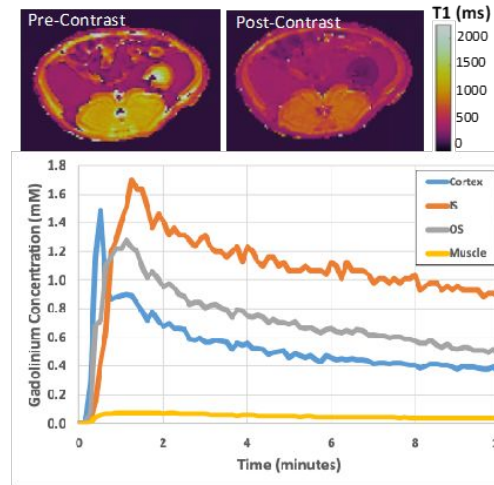 Pre-Contrast
Post-Contrast
T1 (ms)
2000
1500
1000
500
0
1.8
1.6
1.4
1.2
1.0
0.8
0.6
0.4
0.2
0.0
Gadolinium Concentration (mM)
Cortex
IS
OS
Muscle
0
2
4
6
8
Time (minutes)